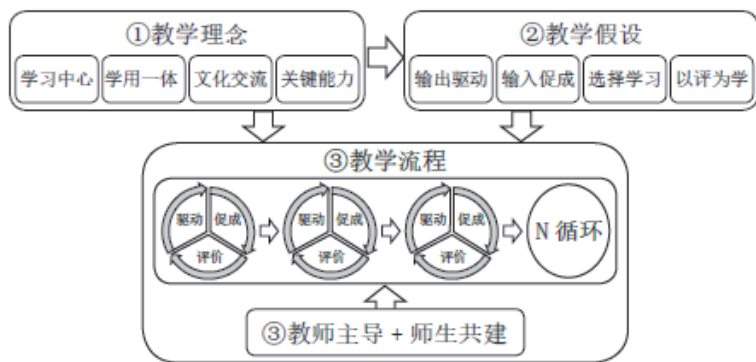 ①教学理念
学习中心 学用一体 文化交流 关键能力
②教学假设
输出驱动 输入促成 选择学习 以评为学
③教学流程
驱动 促成 评价
驱动 促成 评价
驱动 促成 评价
N 循环
③教师主导 + 师生共建